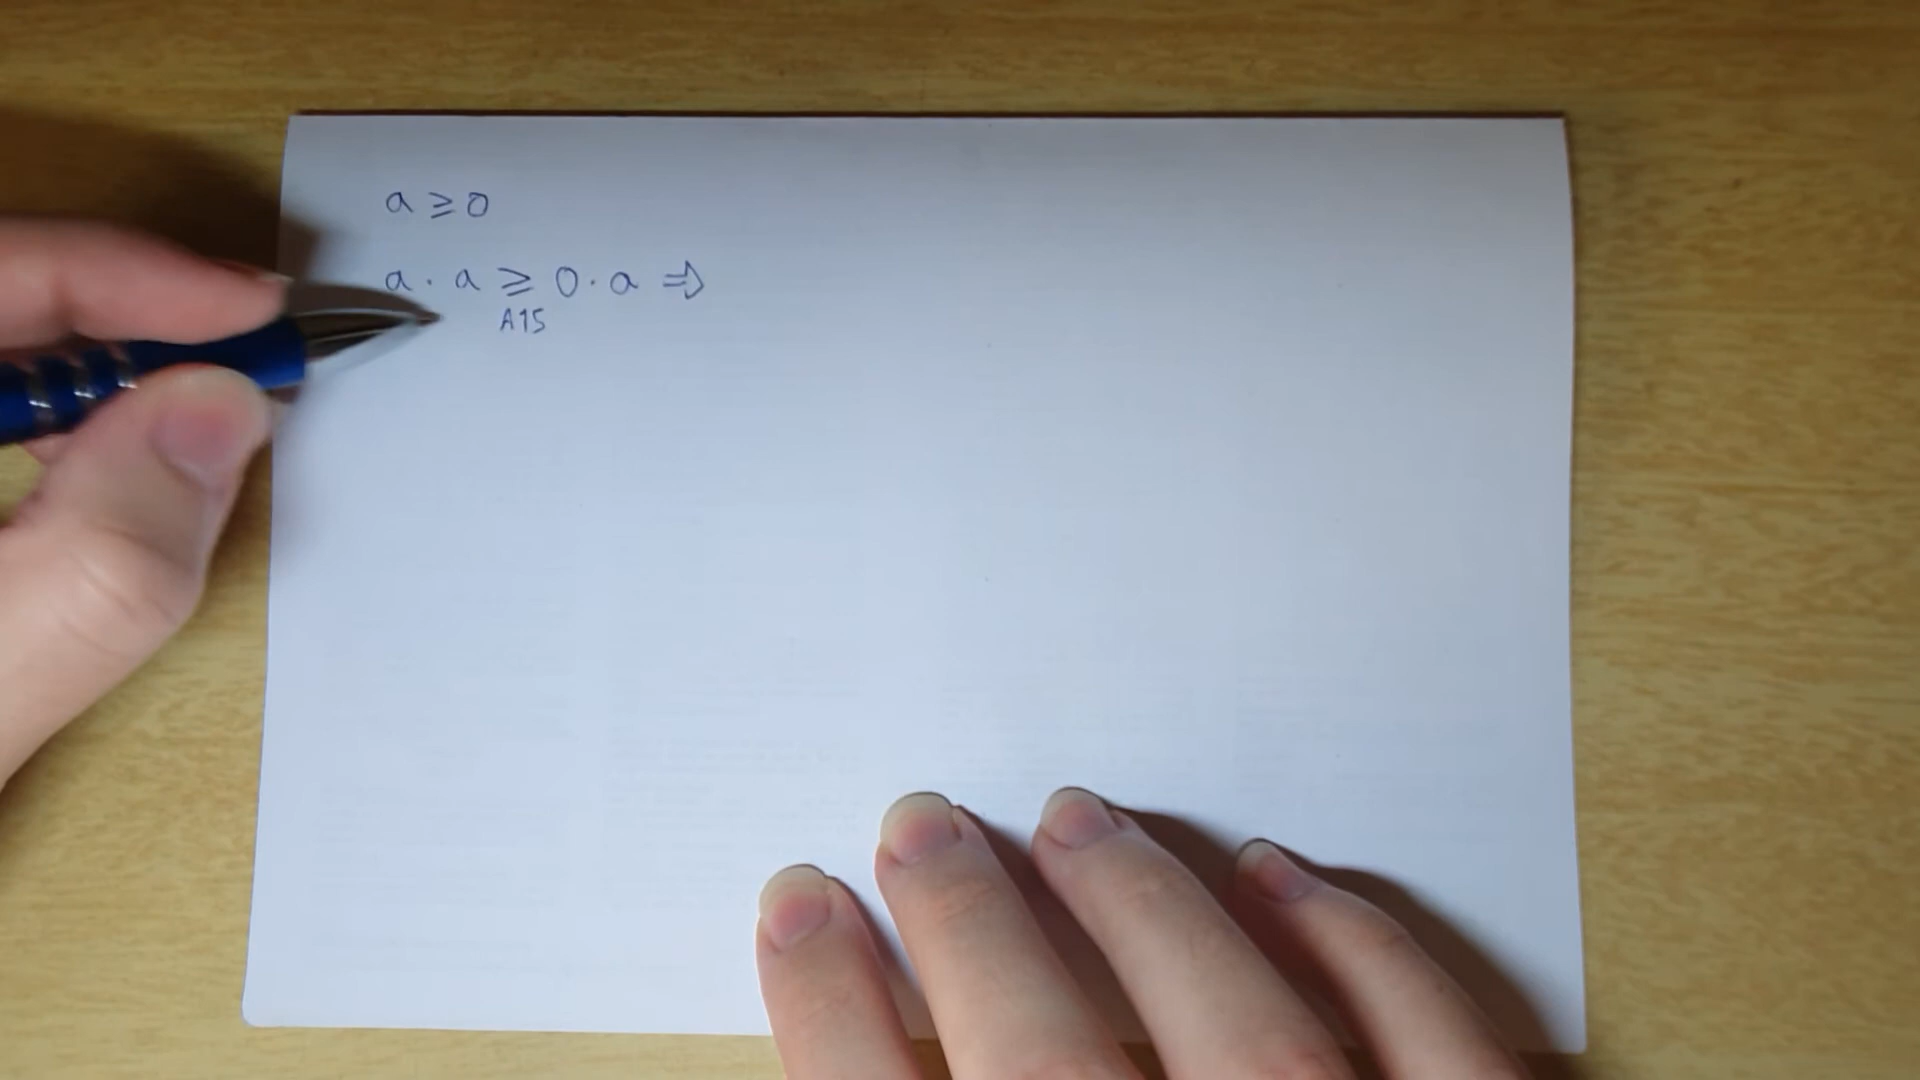 a ≥ 0
a · a ≥ 0 · a ⇒
A15